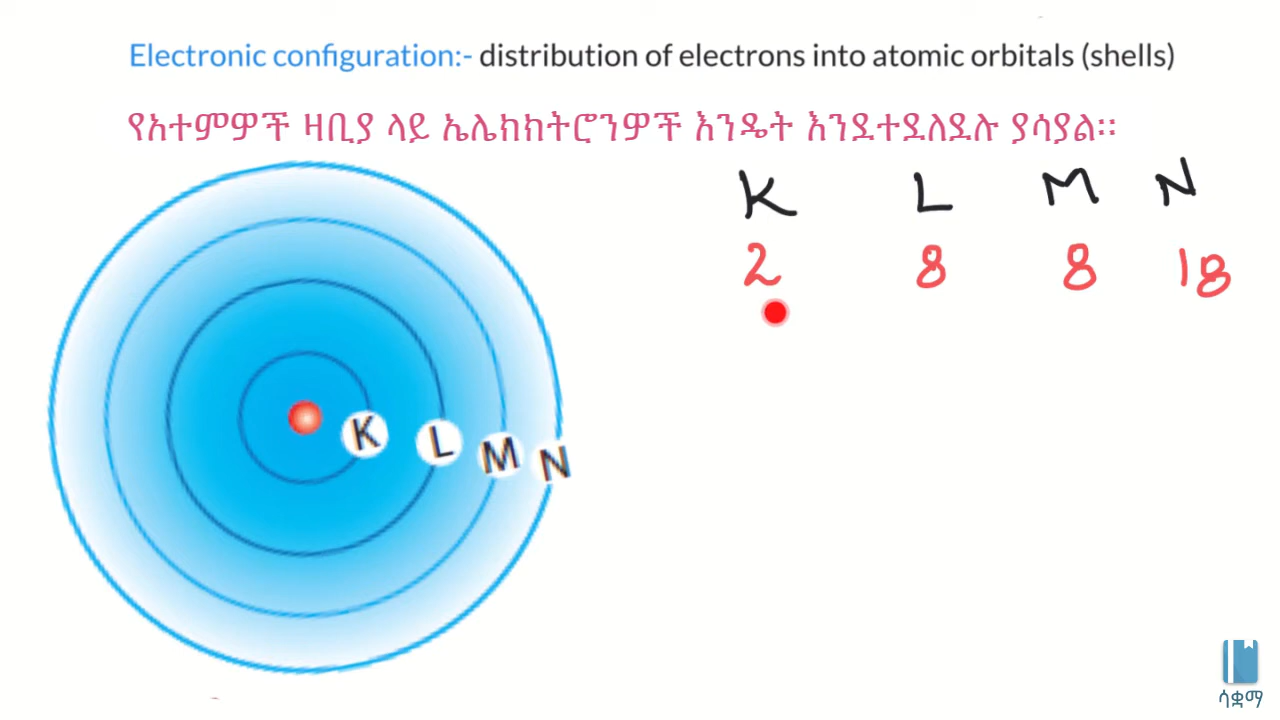 Electronic configuration:- distribution of electrons into atomic orbitals (shells)
የአተምዎች ዛቢያ ላይ ኤሌክክትሮንዎች እንዴት እንደተደለደሉ ያሳያል፡፡
K L M N
2 8 8 18
K L M N
ሳቋማ